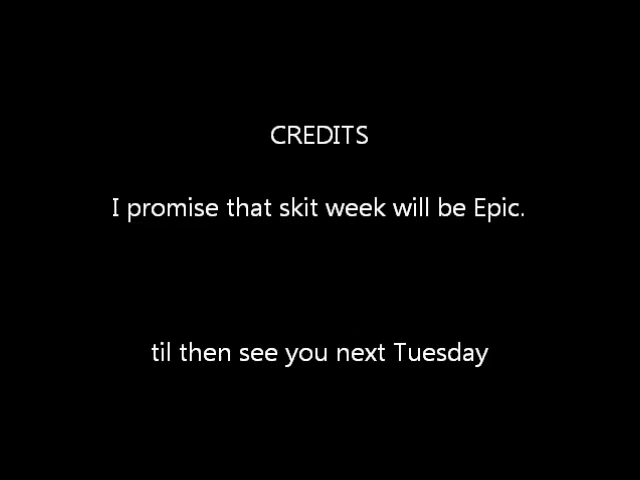 CREDITS
I promise that skit week will be Epic.
til then see you next Tuesday